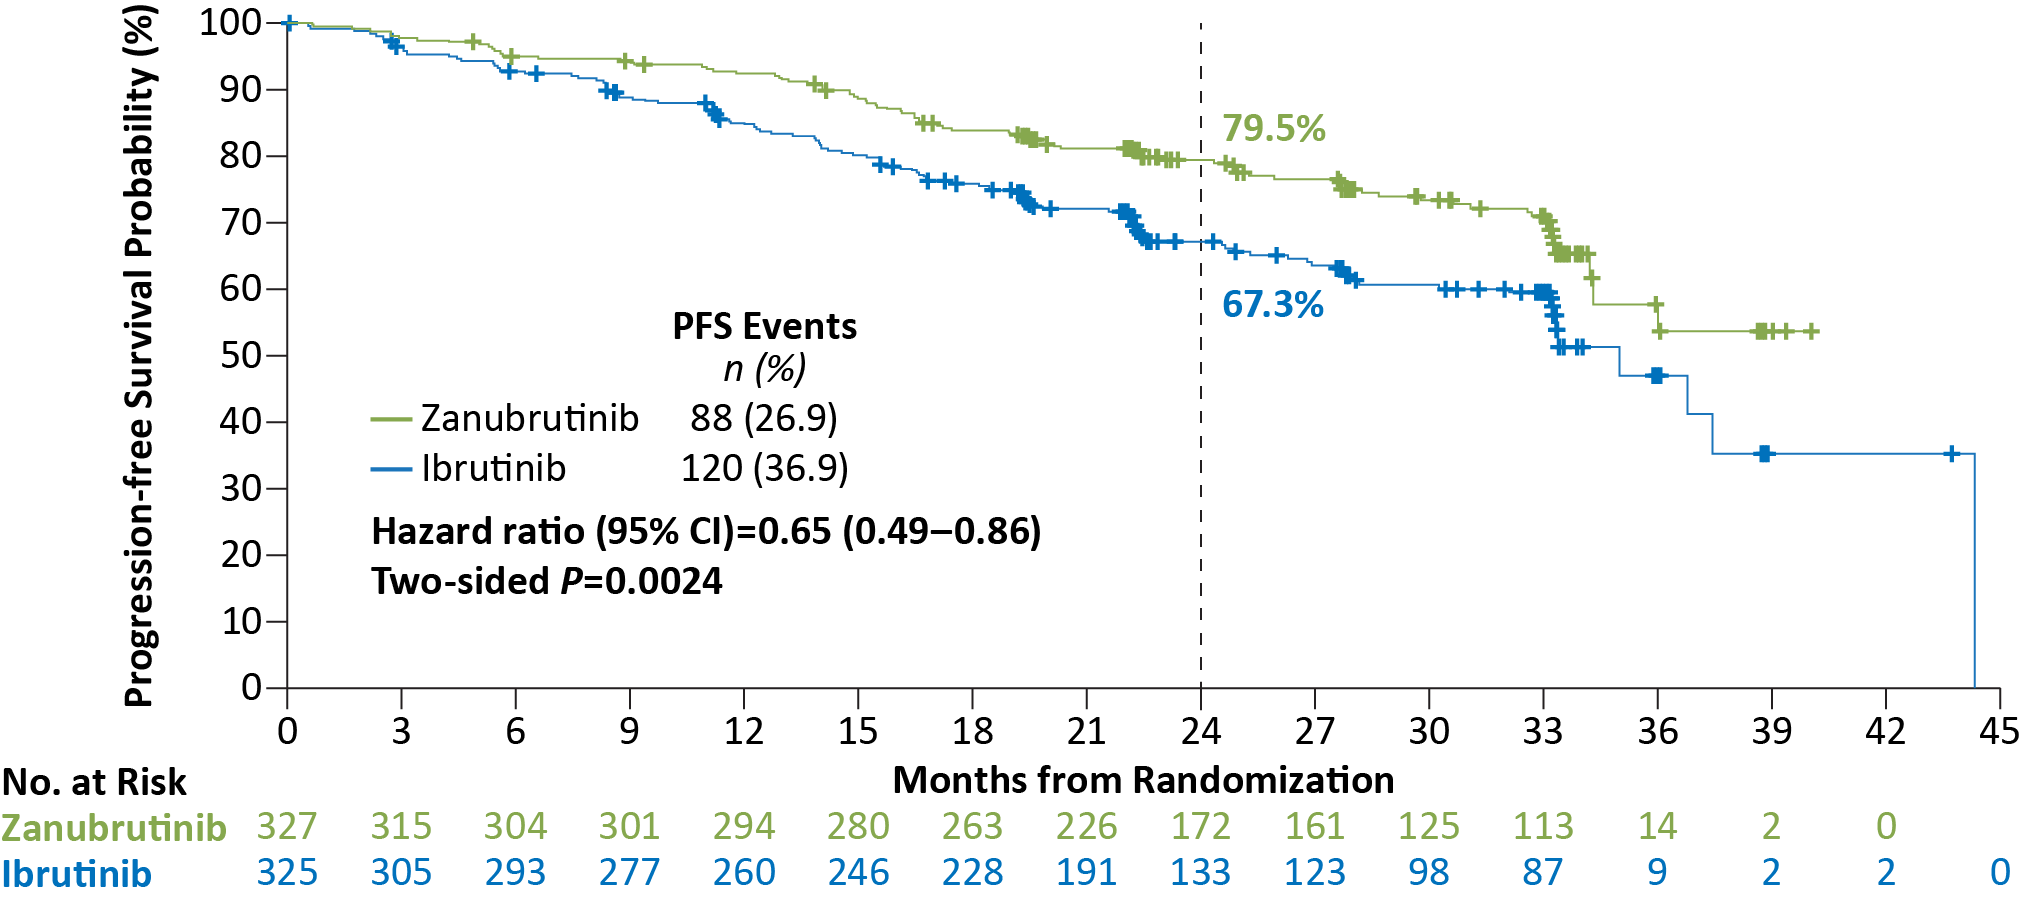 Progression-free Survival Probability (%)
100
90
80
70
60
50
40
30
20
10
0
79.5%
67.3%
PFS Events
n (%)
Zanubrutinib 88 (26.9)
Ibrutinib 120 (36.9)
Hazard ratio (95% CI)=0.65 (0.49–0.86)
Two-sided P=0.0024
0 3 6 9 12 15 18 21 24 27 30 33 36 39 42 45
Months from Randomization
No. at Risk
Zanubrutinib 327 315 304 301 294 280 263 226 172 161 125 113 14 2 0
Ibrutinib 325 305 293 277 260 246 228 191 133 123 98 87 9 2 2 0